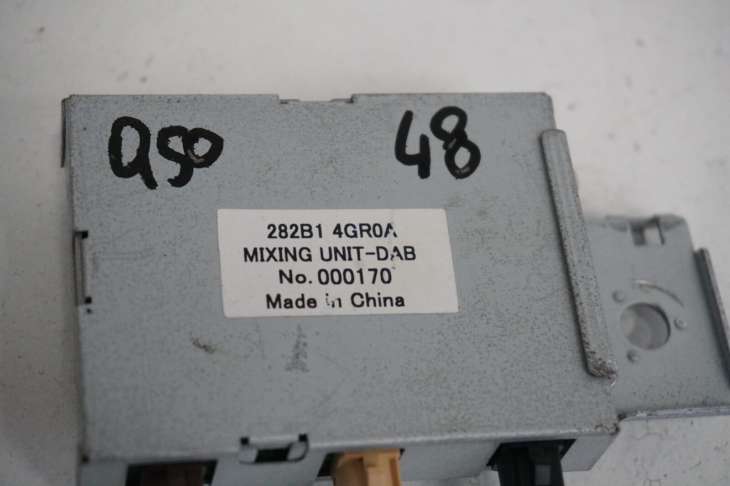 Q50 48
282B1 4GR0A
MIXING UNIT-DAB
No. 000170
Made in China